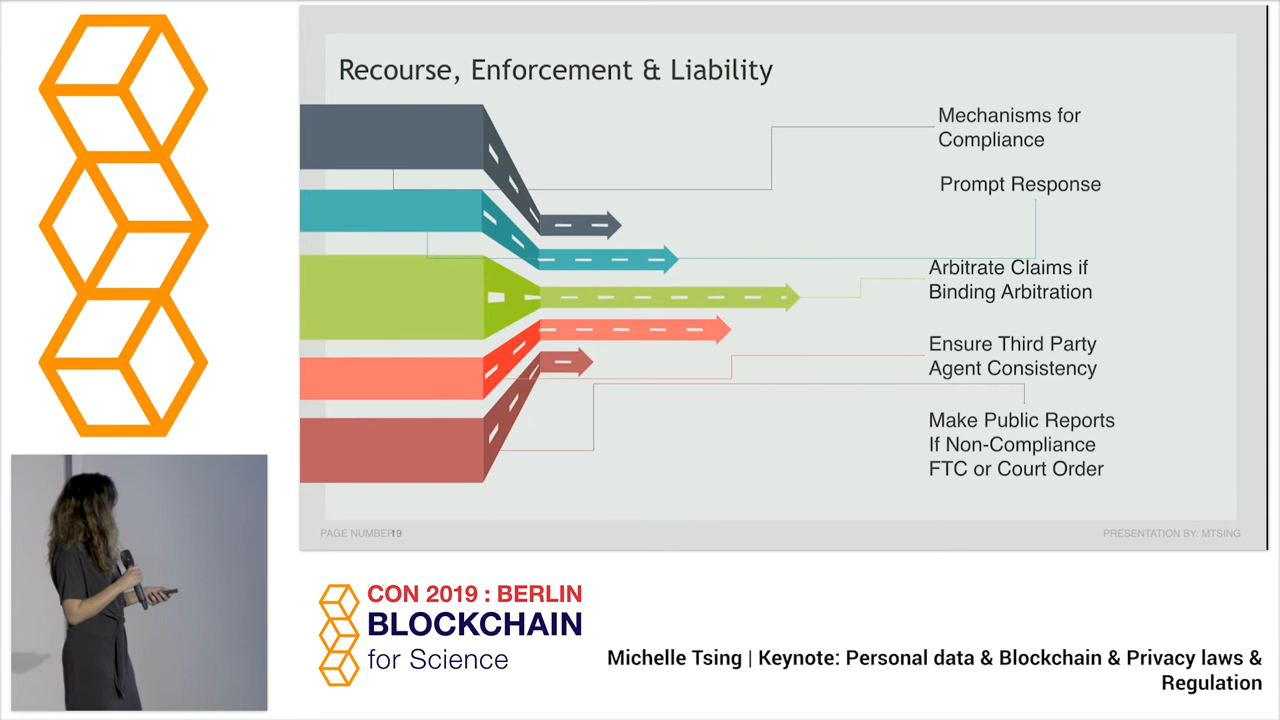 Recourse, Enforcement & Liability
Mechanisms for
Compliance
Prompt Response
Arbitrate Claims if
Binding Arbitration
Ensure Third Party
Agent Consistency
Make Public Reports
If Non-Compliance
FTC or Court Order
PAGE NUMBER19
PRESENTATION BY: MTSING
CON 2019 : BERLIN
BLOCKCHAIN
for Science
Michelle Tsing | Keynote: Personal data & Blockchain & Privacy laws &
Regulation